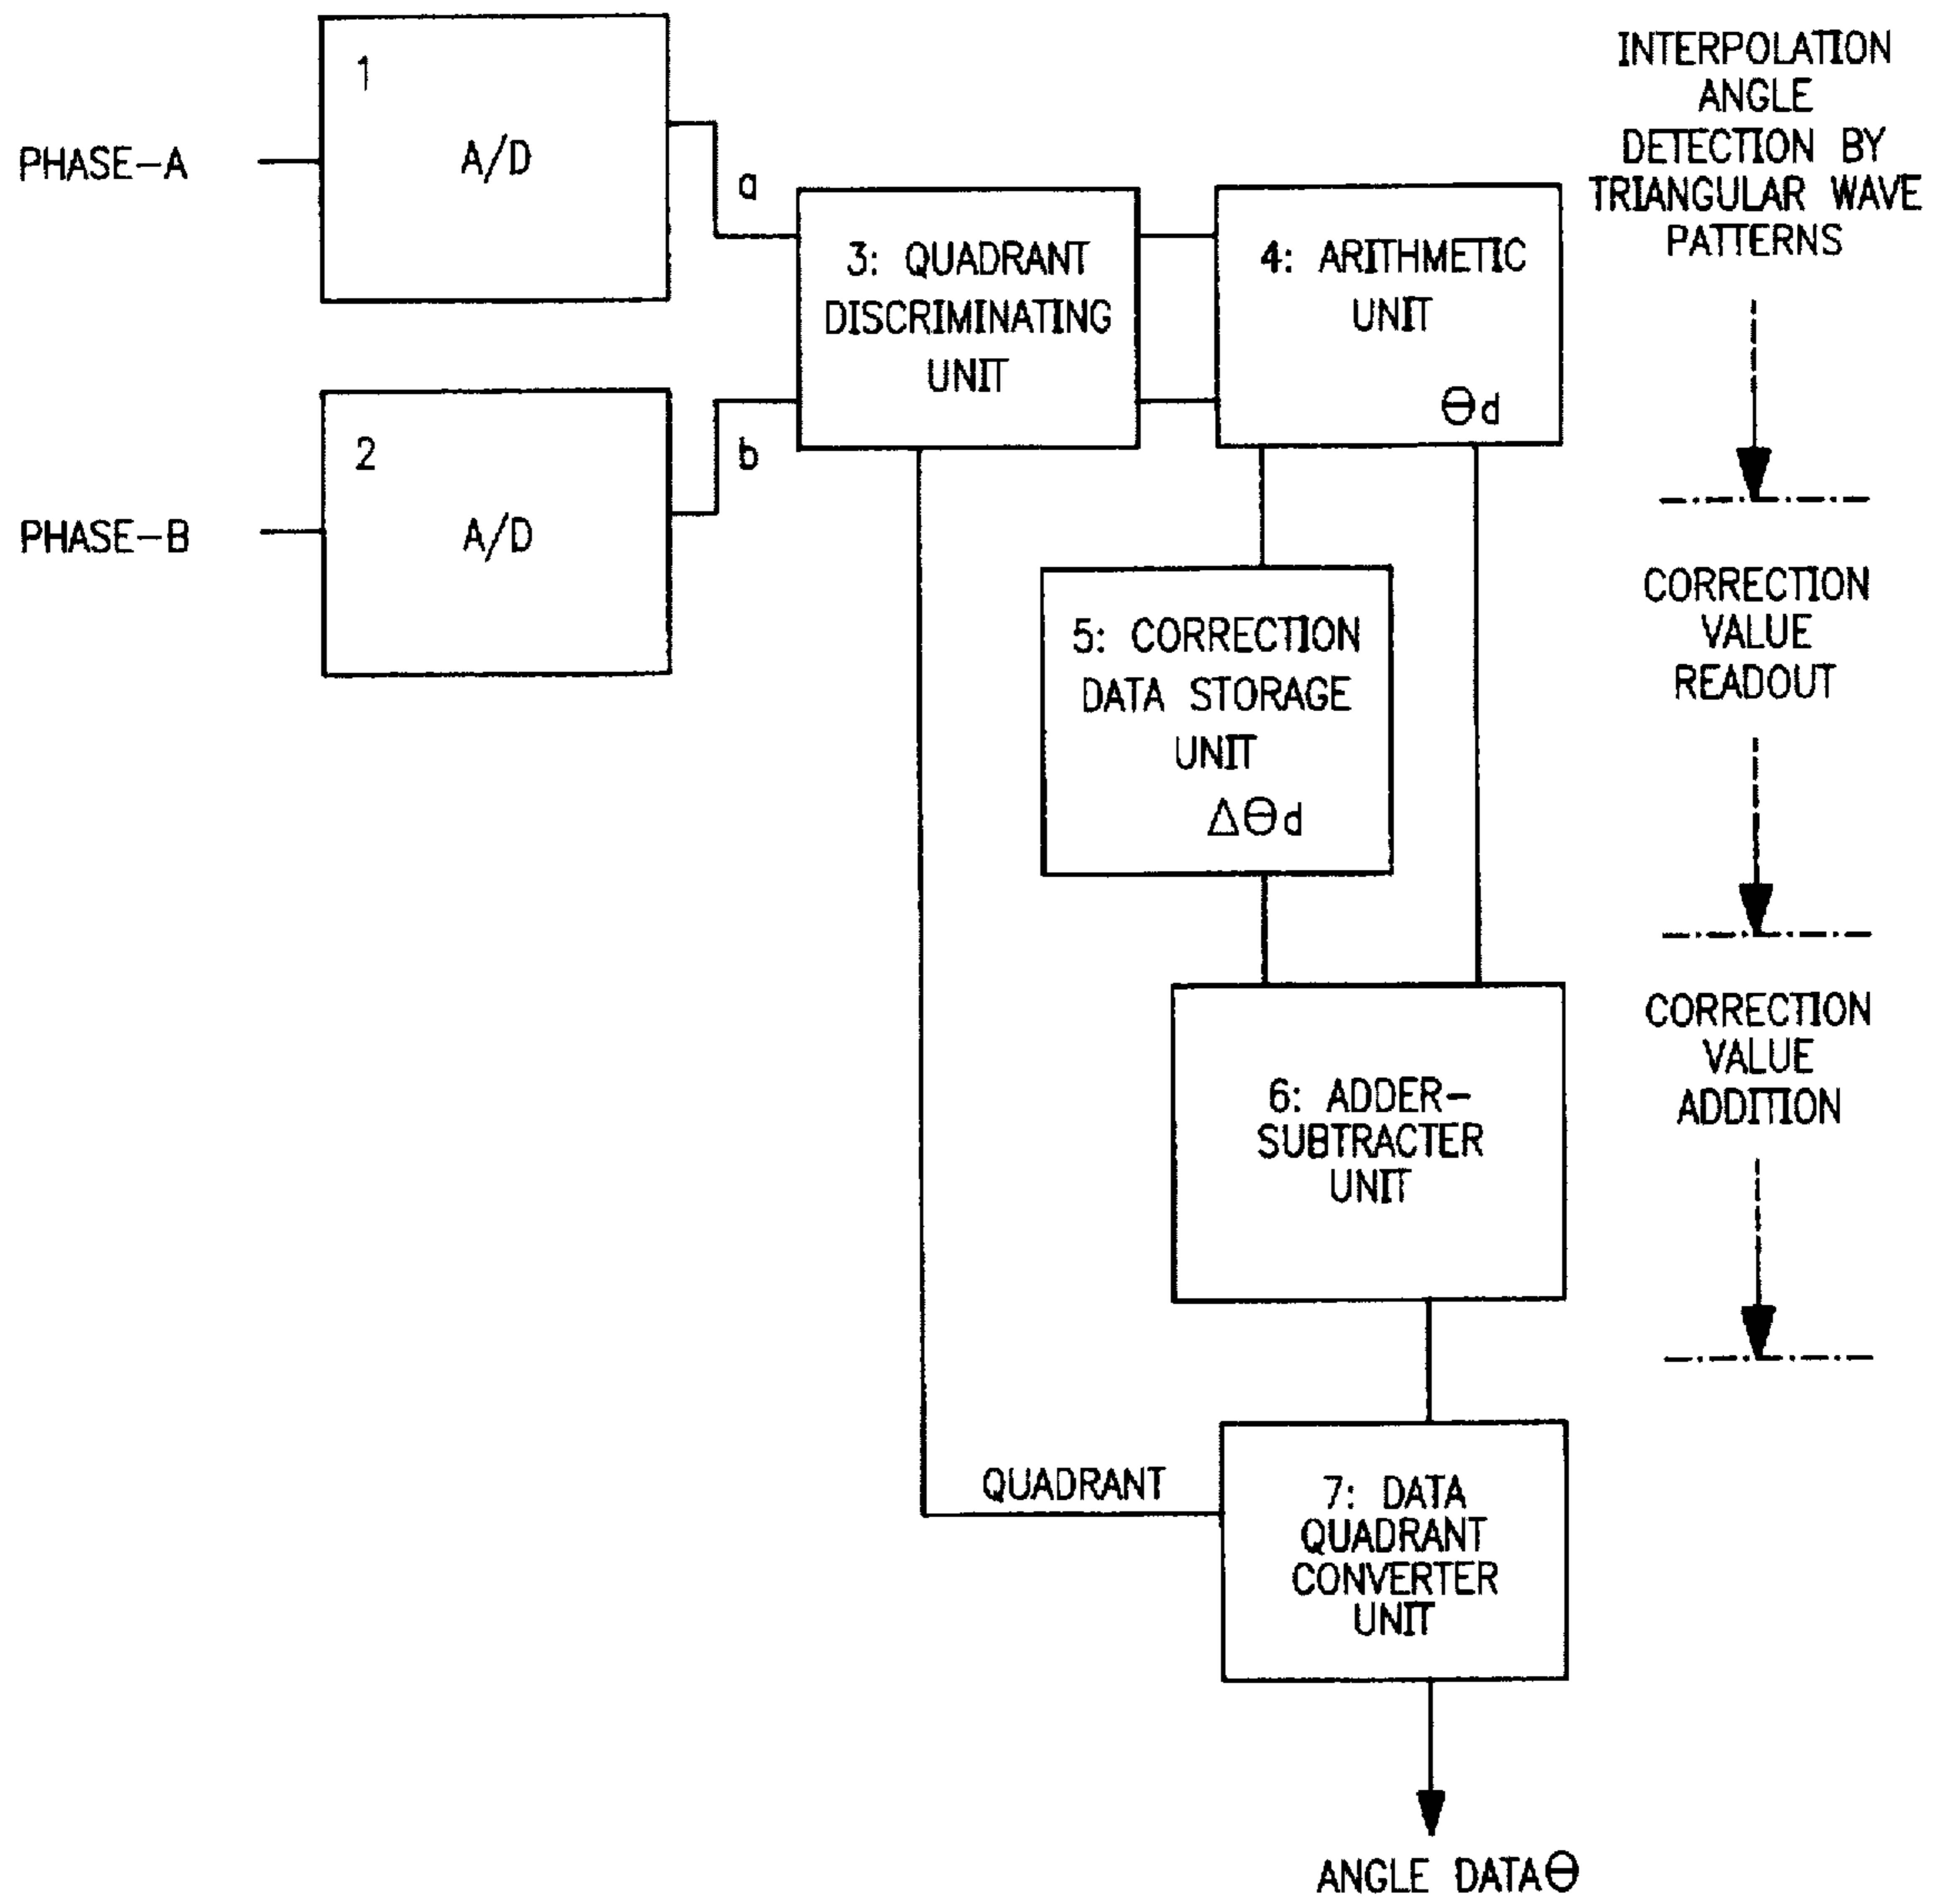 PHASE-A
1
A/D
a
PHASE-B
2
A/D
b
3: QUADRANT
DISCRIMINATING
UNIT
4: ARITHMETIC
UNIT
Θd
5: CORRECTION
DATA STORAGE
UNIT
ΔΘd
6: ADDER-
SUBTRACTER
UNIT
QUADRANT
7: DATA
QUADRANT
CONVERTER
UNIT
ANGLE DATA Θ
INTERPOLATION
ANGLE
DETECTION BY
TRIANGULAR WAVE
PATTERNS
CORRECTION
VALUE
READOUT
CORRECTION
VALUE
ADDITION